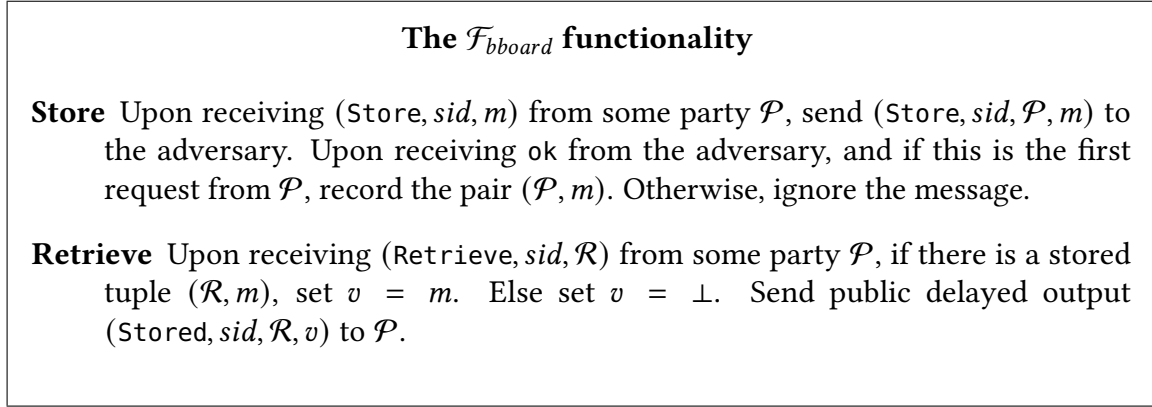 The 𝓕_bboard functionality
Store Upon receiving (Store, sid, m) from some party 𝒫, send (Store, sid, 𝒫, m) to
the adversary. Upon receiving ok from the adversary, and if this is the first
request from 𝒫, record the pair (𝒫, m). Otherwise, ignore the message.
Retrieve Upon receiving (Retrieve, sid, ℛ) from some party 𝒫, if there is a stored
tuple (ℛ, m), set v = m. Else set v = ⊥. Send public delayed output
(Stored, sid, ℛ, v) to 𝒫.